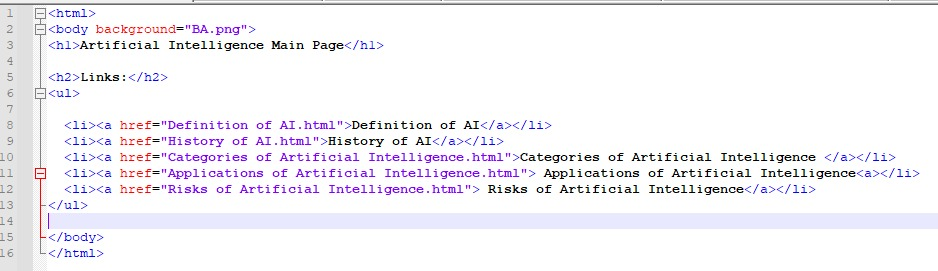 1 <html>
2 <body background="BA.png">
3 <h1>Artificial Intelligence Main Page</h1>
4
5 <h2>Links:</h2>
6 <ul>
7
8 <li><a href="Definition of AI.html">Definition of AI</a></li>
9 <li><a href="History of AI.html">History of AI</a></li>
10 <li><a href="Categories of Artificial Intelligence.html">Categories of Artificial Intelligence </a></li>
11 <li><a href="Applications of Artificial Intelligence.html"> Applications of Artificial Intelligence<a></li>
12 <li><a href="Risks of Artificial Intelligence.html"> Risks of Artificial Intelligence</a></li>
13 </ul>
14
15 </body>
16 </html>